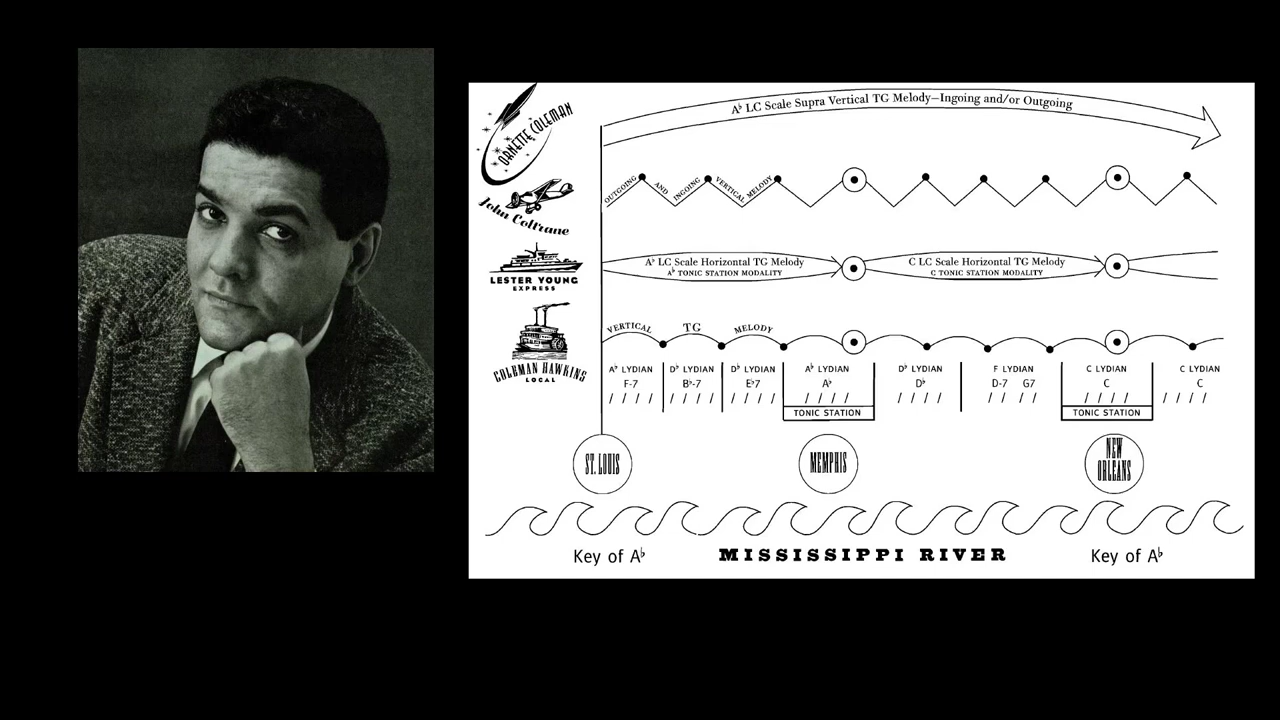 A♭ LC Scale Supra Vertical TG Melody—Ingoing and/or Outgoing
ORNETTE COLEMAN
OUTGOING AND INGOING VERTICAL MELODY
John Coltrane
A♭ LC Scale Horizontal TG Melody
A♭ TONIC STATION MODALITY
C LC Scale Horizontal TG Melody
C TONIC STATION MODALITY
LESTER YOUNG
EXPRESS
VERTICAL TG MELODY
COLEMAN HAWKINS
LOCAL
A♭ LYDIAN D♭ LYDIAN D♭ LYDIAN A♭ LYDIAN D♭ LYDIAN F LYDIAN C LYDIAN C LYDIAN
F-7 B♭-7 E♭7 A♭ D♭ D-7 G7 C C
/ / / / / / / / / / / / / / / / / / / / / / / / / / / / / / / /
TONIC STATION TONIC STATION
ST. LOUIS MEMPHIS NEW ORLEANS
Key of A♭ MISSISSIPPI RIVER Key of A♭